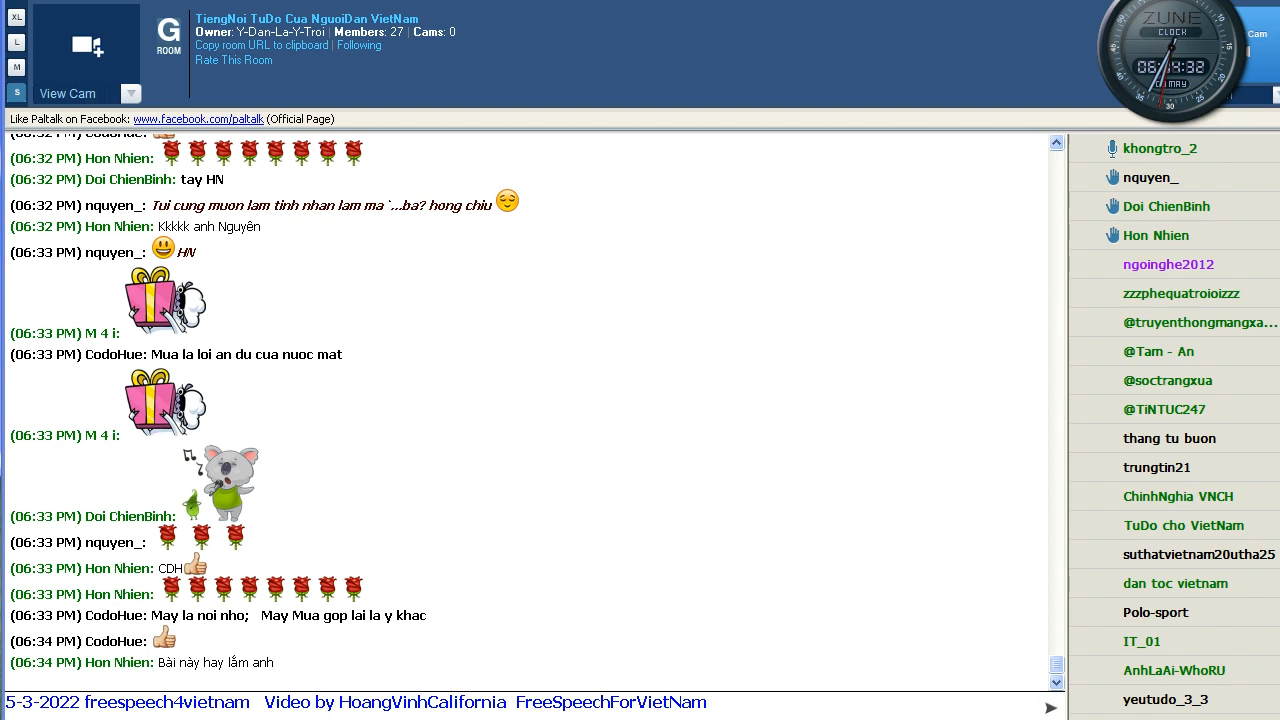 XL
L
M
S
View Cam
G
ROOM
TiengNoi TuDo Cua NguoiDan VietNam
Owner: Y-Dan-La-Y-Troi | Members: 27 | Cams: 0
Copy room URL to clipboard | Following
Rate This Room
ZUNE
CLOCK
MAY
Cam
Like Paltalk on Facebook: www.facebook.com/paltalk (Official Page)
(06:32 PM) CodoHue:
(06:32 PM) Hon Nhien:
(06:32 PM) Doi ChienBinh: tay HN
(06:32 PM) nquyen_: Tui cung muon lam tinh nhan lam ma `...ba? hong chiu
(06:32 PM) Hon Nhien: Kkkkk anh Nguyên
(06:33 PM) nquyen_: HN
(06:33 PM) M 4 i:
(06:33 PM) CodoHue: Mua la loi an du cua nuoc mat
(06:33 PM) M 4 i:
(06:33 PM) Doi ChienBinh:
(06:33 PM) nquyen_:
(06:33 PM) Hon Nhien: CDH
(06:33 PM) Hon Nhien:
(06:33 PM) CodoHue: May la noi nho; May Mua gop lai la y khac
(06:34 PM) CodoHue:
(06:34 PM) Hon Nhien: Bài này hay lắm anh
5-3-2022 freespeech4vietnam Video by HoangVinhCalifornia FreeSpeechForVietNam
khongtro_2
nquyen_
Doi ChienBinh
Hon Nhien
ngoinghe2012
zzzphequatroioizzz
@truyenthongmangxa...
@Tam - An
@soctrangxua
@TiNTUC247
thang tu buon
trungtin21
ChinhNghia VNCH
TuDo cho VietNam
suthatvietnam20utha25
dan toc vietnam
Polo-sport
IT_01
AnhLaAi-WhoRU
yeutudo_3_3